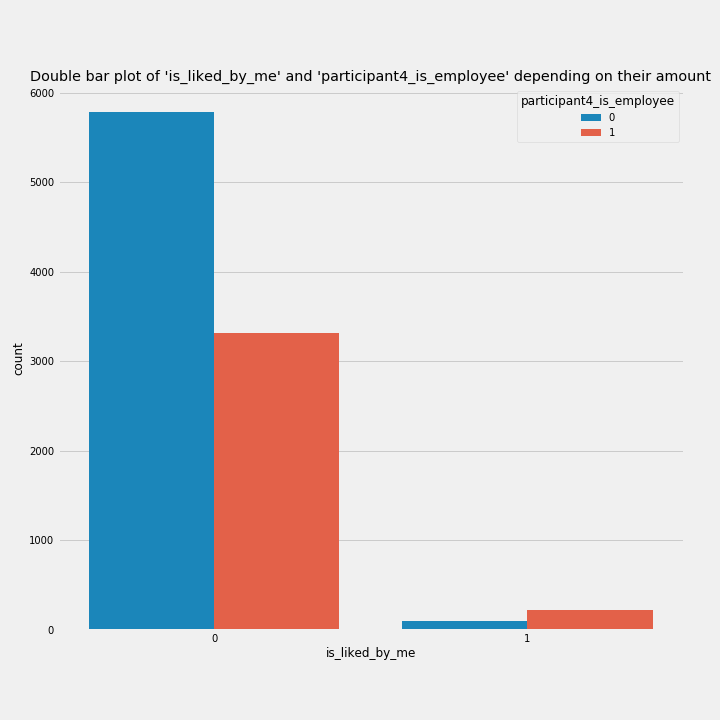 Double bar plot of 'is_liked_by_me' and 'participant4_is_employee' depending on their amount
participant4_is_employee
0
1
6000
5000
4000
3000
2000
1000
0
count
0 1
is_liked_by_me